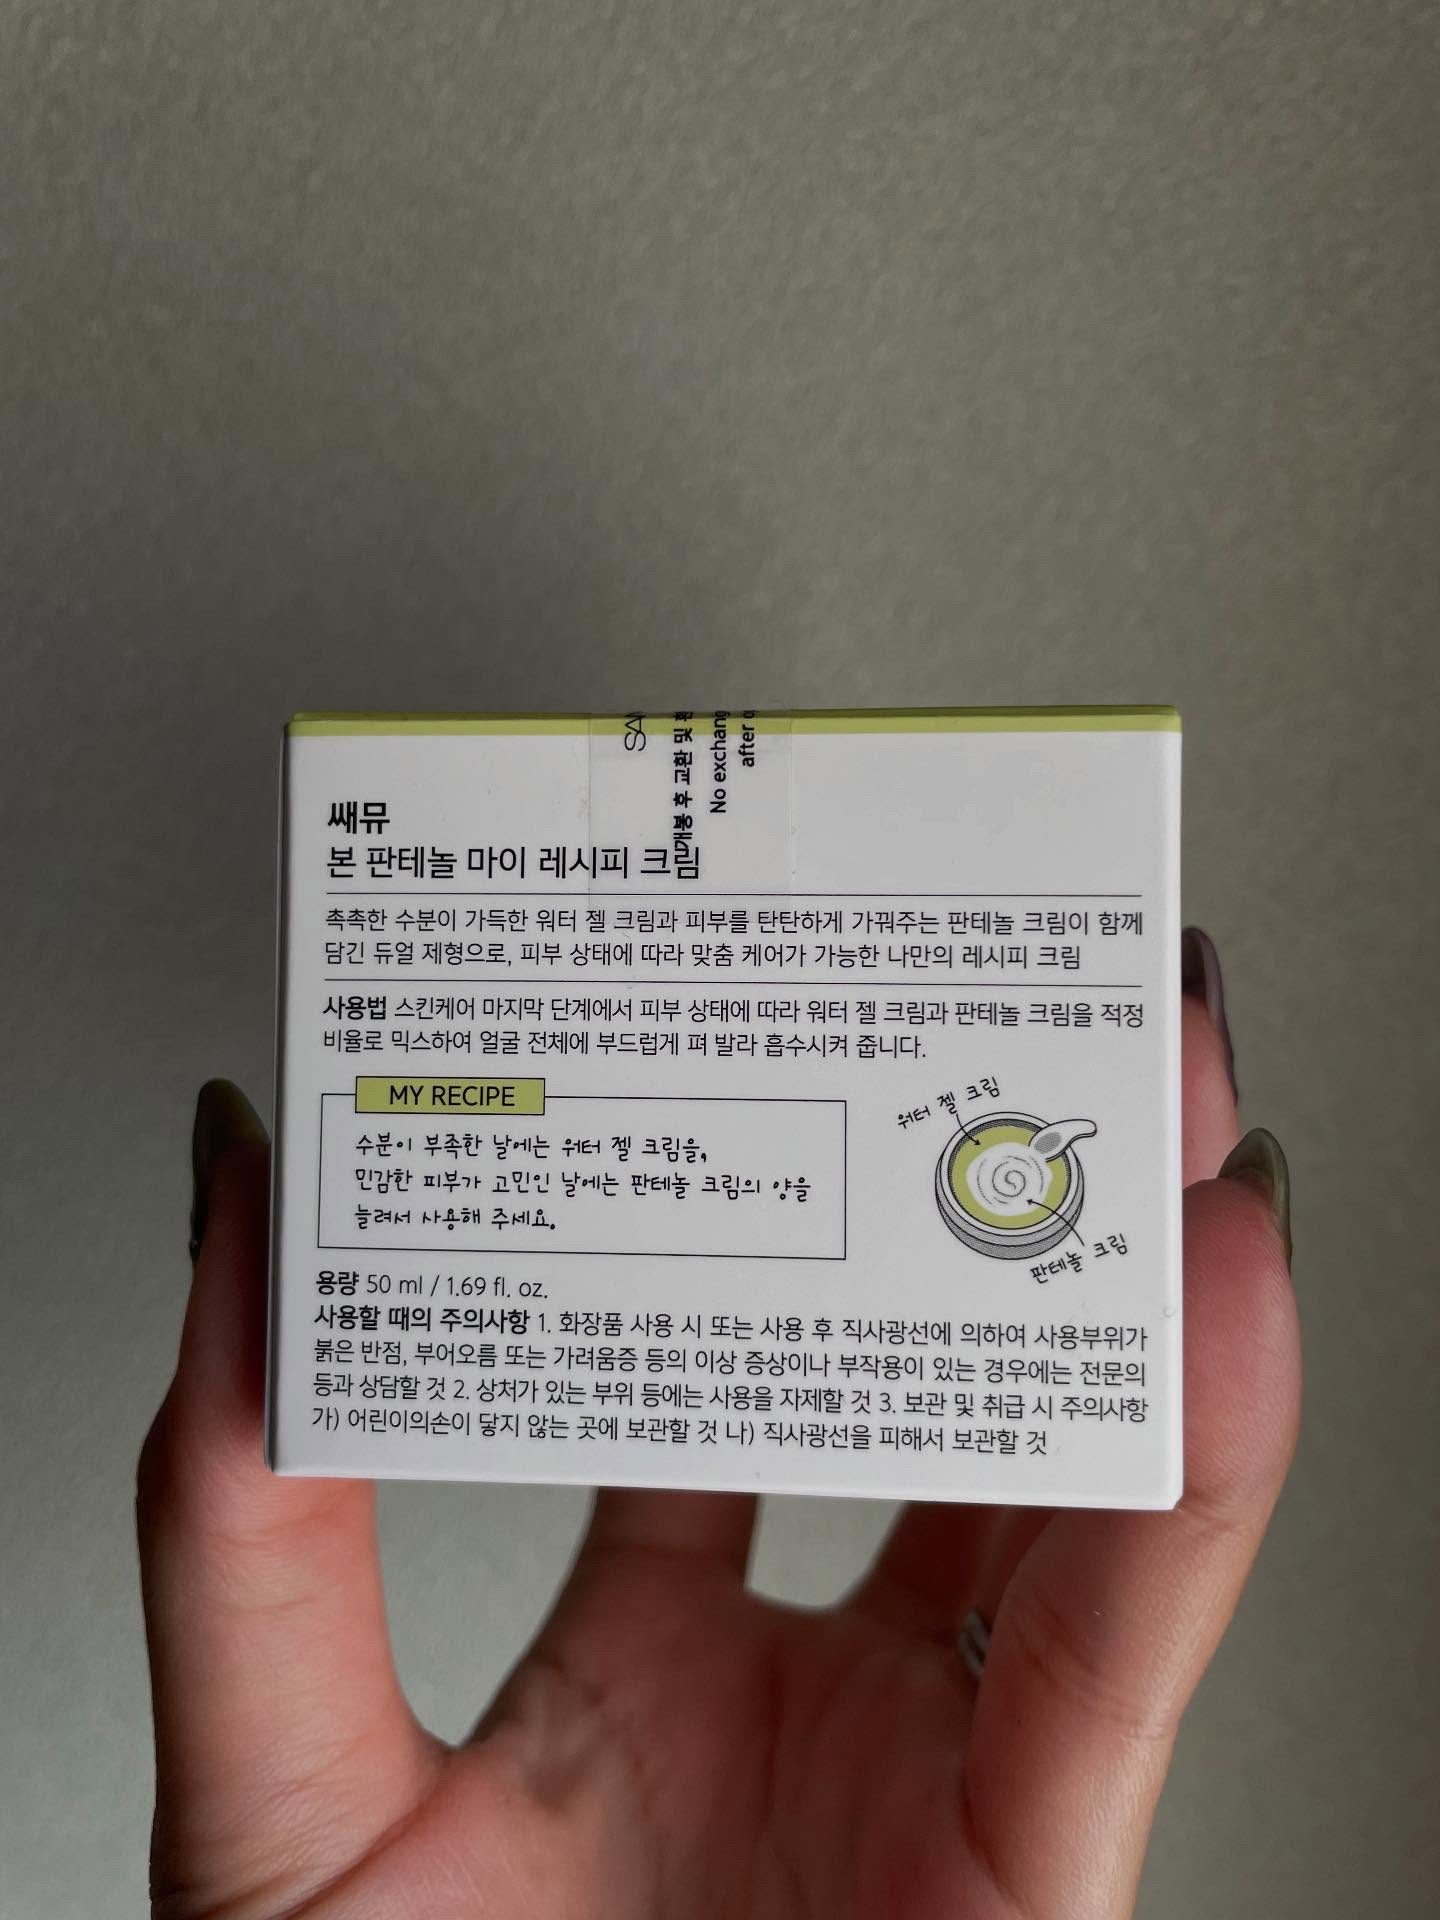 SAM
개봉 후 교환 및 환
No exchang
after o
쌔뮤
본 판테놀 마이 레시피 크림
촉촉한 수분이 가득한 워터 젤 크림과 피부를 탄탄하게 가꿔주는 판테놀 크림이 함께
담긴 듀얼 제형으로, 피부 상태에 따라 맞춤 케어가 가능한 나만의 레시피 크림
사용법 스킨케어 마지막 단계에서 피부 상태에 따라 워터 젤 크림과 판테놀 크림을 적정
비율로 믹스하여 얼굴 전체에 부드럽게 펴 발라 흡수시켜 줍니다.
MY RECIPE
수분이 부족한 날에는 워터 젤 크림을,
민감한 피부가 고민인 날에는 판테놀 크림의 양을
늘려서 사용해 주세요.
워터 젤 크림
판테놀 크림
용량 50 ml / 1.69 fl. oz.
사용할 때의 주의사항 1. 화장품 사용 시 또는 사용 후 직사광선에 의하여 사용부위가
붉은 반점, 부어오름 또는 가려움증 등의 이상 증상이나 부작용이 있는 경우에는 전문의
등과 상담할 것 2. 상처가 있는 부위 등에는 사용을 자제할 것 3. 보관 및 취급 시 주의사항
가) 어린이의손이 닿지 않는 곳에 보관할 것 나) 직사광선을 피해서 보관할 것